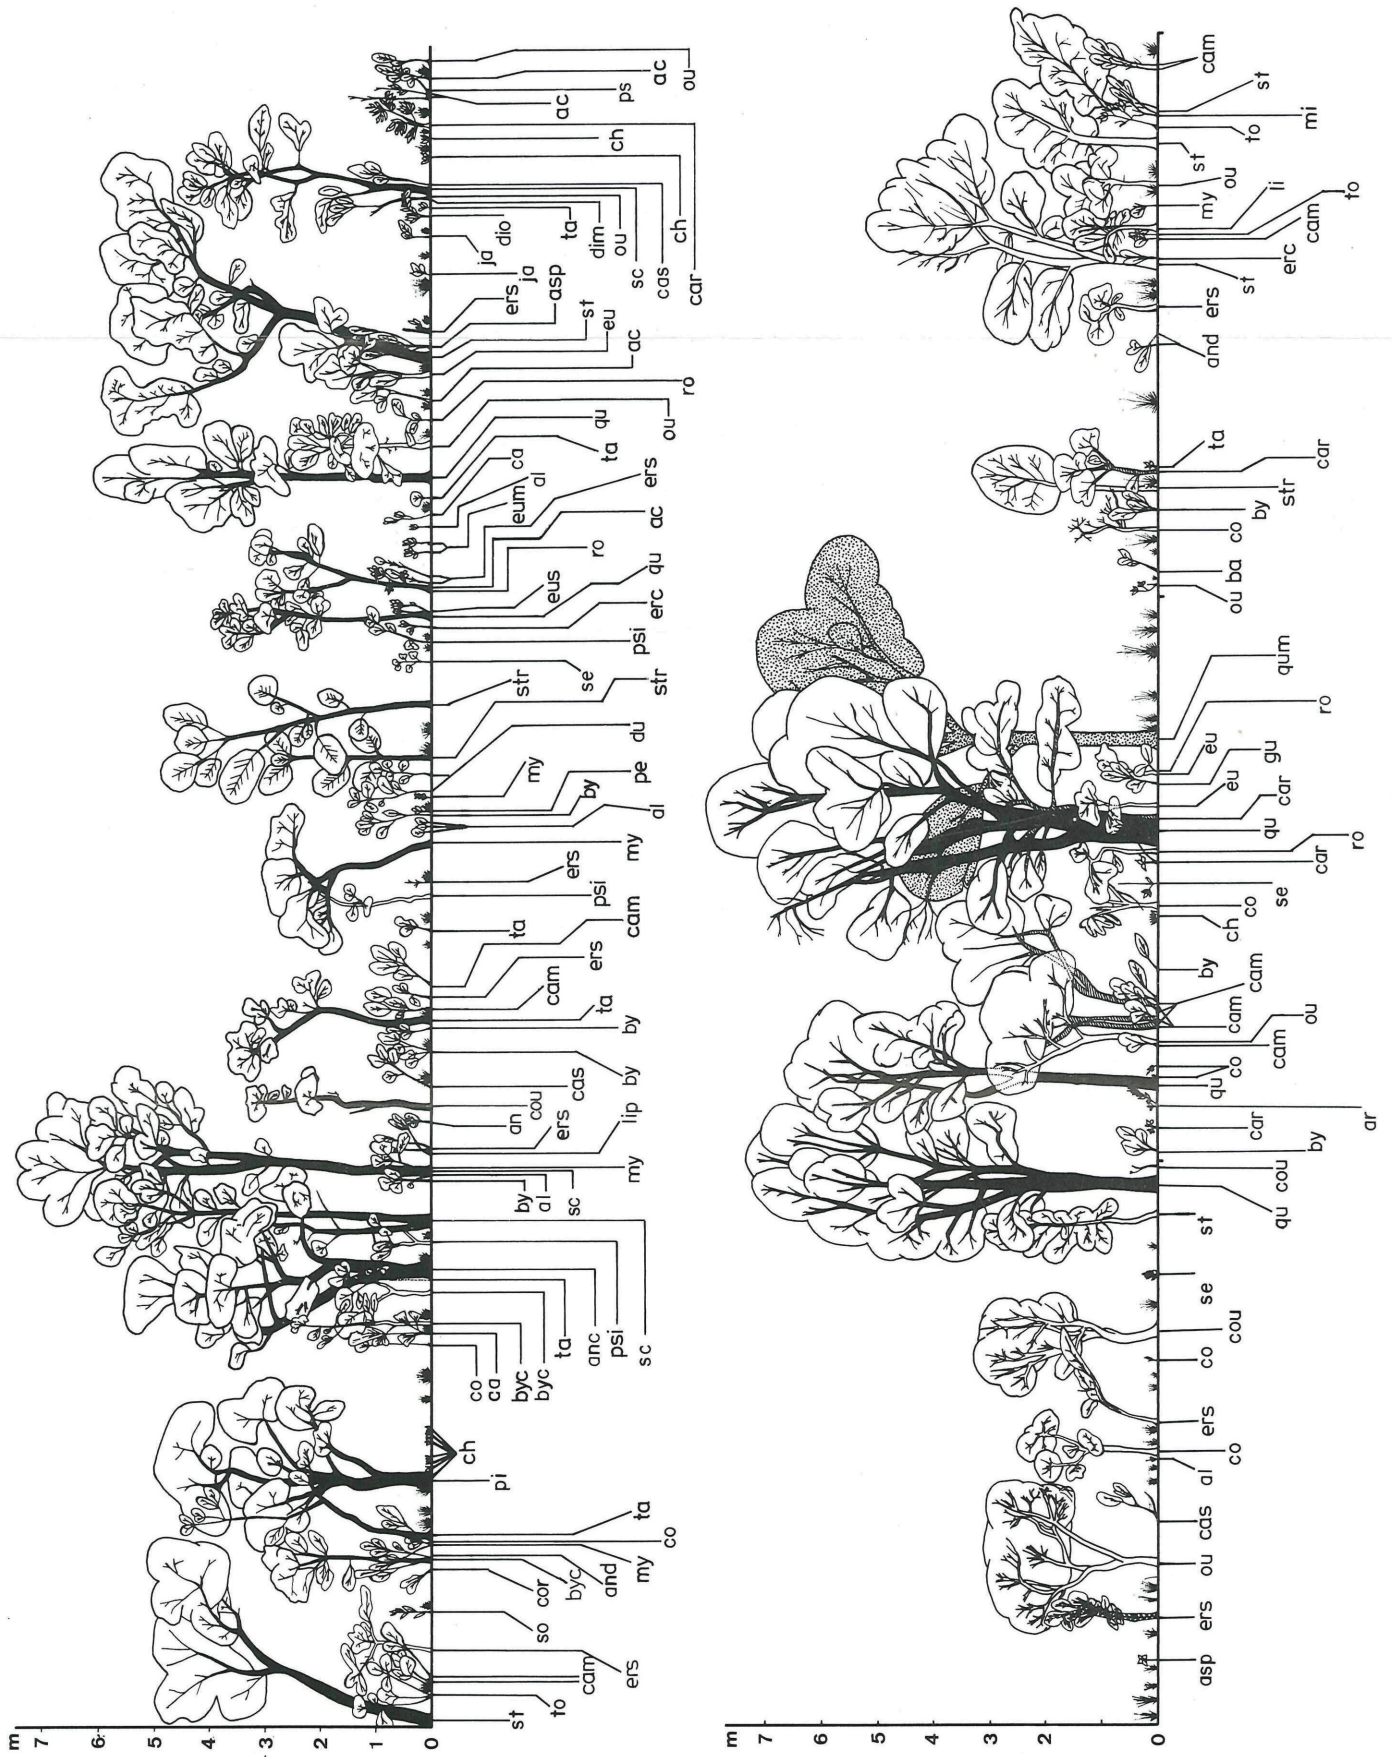 m
7
6
5
4
3
2
1
0
st
to
cam
ers
so
cor
byc
and
my
co
ta
pi
ch
co
ca
byc
byc
ta
anc
psi
sc
by
al
sc
my
lip
ers
an
cou
cas
by
by
ta
cam
ers
cam
ta
psi
ers
my
al
by
pe
my
du
str
str
se
psi
erc
qu
eus
ro
ac
ers
eum
al
ca
ta
qu
ou
ro
ac
eu
st
asp
ers
ja
ja
dio
ta
dim
ou
sc
cas
car
ch
ch
ac
ps
ac
ou
m
7
6
5
4
3
2
1
0
asp
ers
ou
cas
al
co
ers
co
cou
se
st
qu
cou
by
car
ar
qu
co
cam
ou
cam
cam
by
ch
co
se
car
ro
qu
car
eu
gu
eu
ro
qum
ou
ba
co
by
str
car
ta
and
ers
st
erc
cam
to
li
my
ou
st
to
mi
st
cam